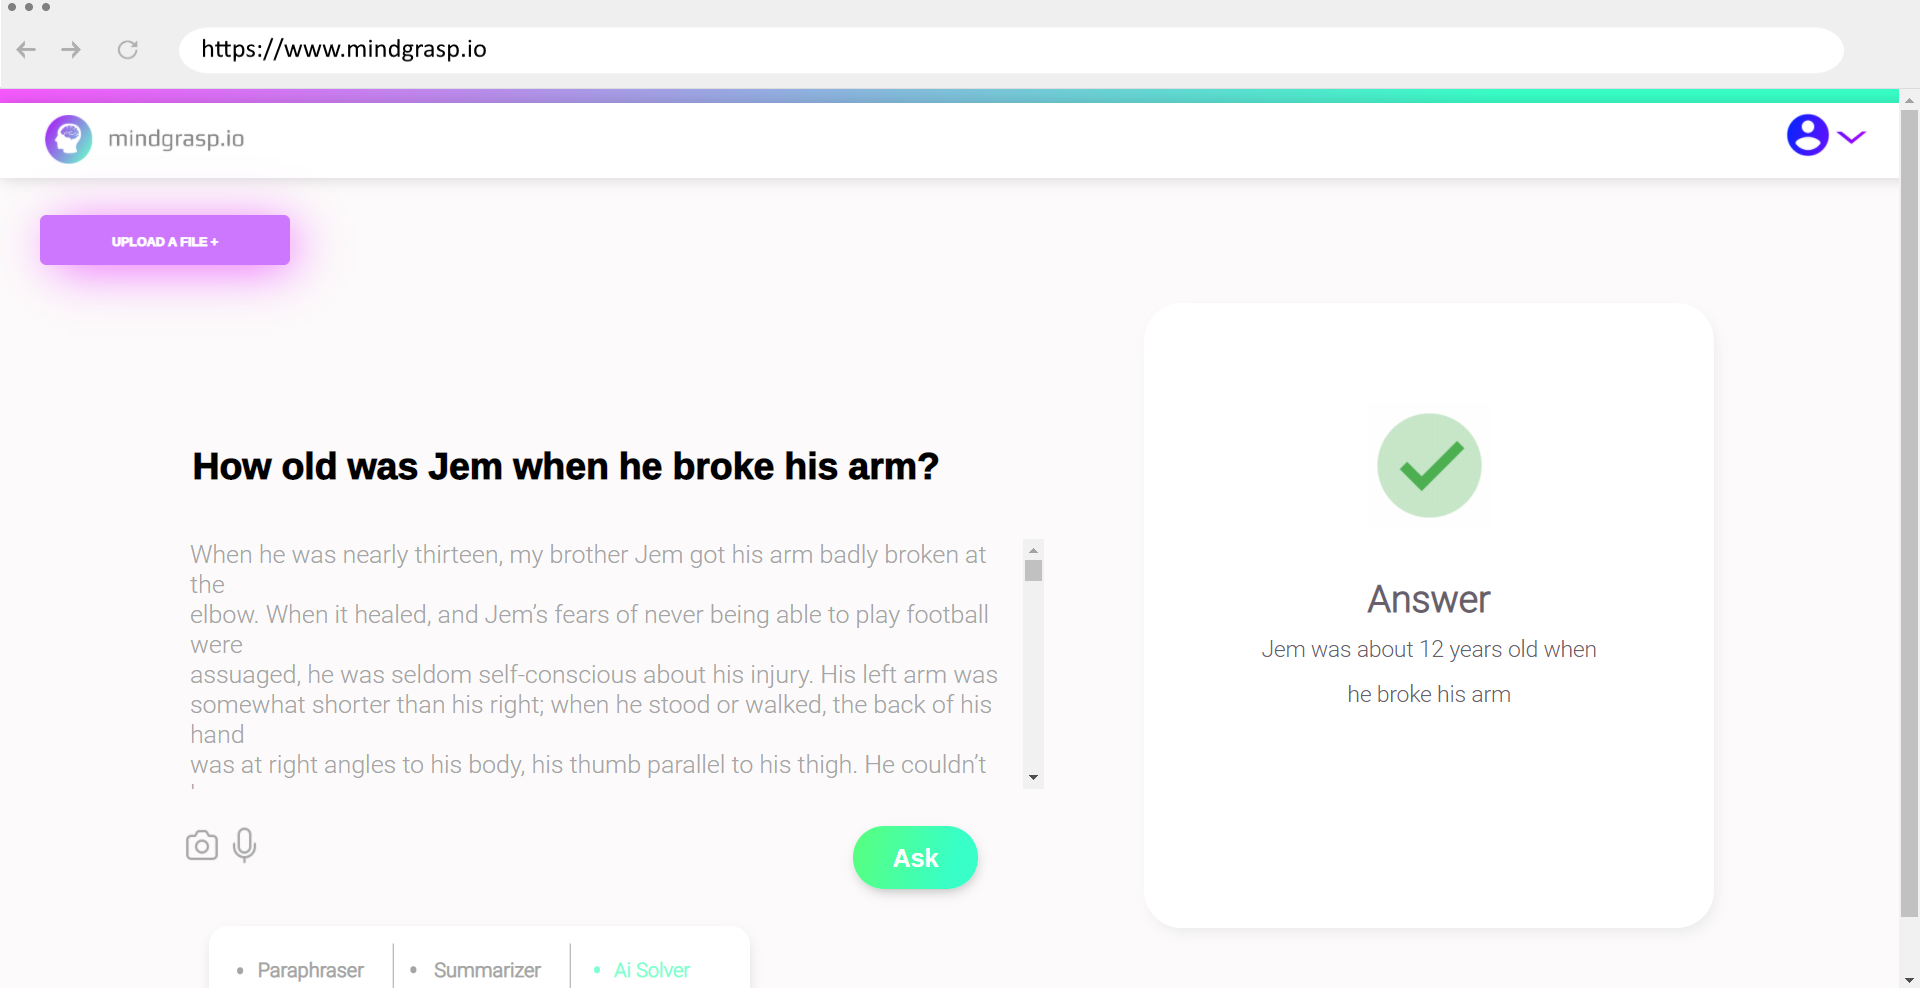 https://www.mindgrasp.io
mindgrasp.io
UPLOAD A FILE +
How old was Jem when he broke his arm?
When he was nearly thirteen, my brother Jem got his arm badly broken at
the
elbow. When it healed, and Jem’s fears of never being able to play football
were
assuaged, he was seldom self-conscious about his injury. His left arm was
somewhat shorter than his right; when he stood or walked, the back of his
hand
was at right angles to his body, his thumb parallel to his thigh. He couldn’t
Ask
• Paraphraser
• Summarizer
• Ai Solver
Answer
Jem was about 12 years old when
he broke his arm